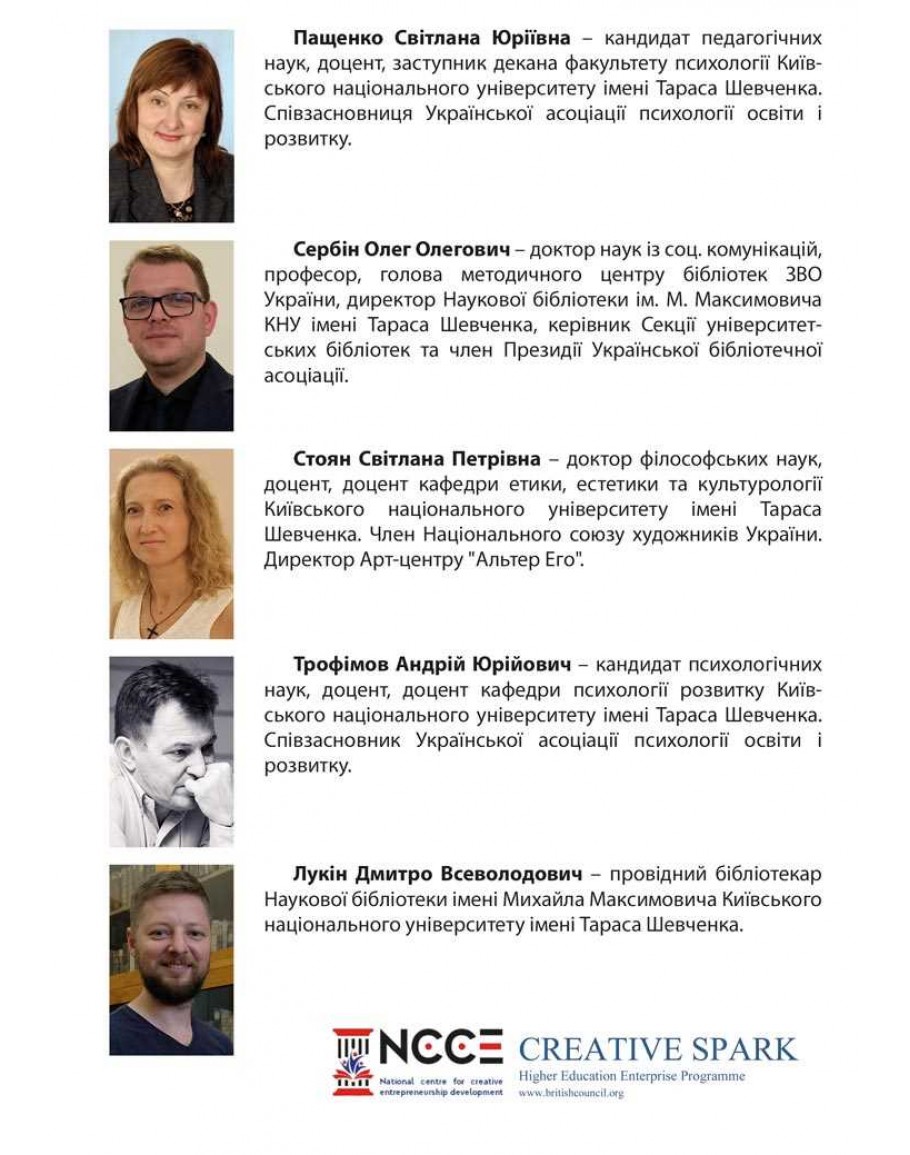 Пащенко Світлана Юріївна – кандидат педагогічних
наук, доцент, заступник декана факультету психології Київ-
ського національного університету імені Тараса Шевченка.
Співзасновниця Української асоціації психології освіти і
розвитку.
Сербін Олег Олегович – доктор наук із соц. комунікацій,
професор, голова методичного центру бібліотек ЗВО
України, директор Наукової бібліотеки ім. М. Максимовича
КНУ імені Тараса Шевченка, керівник Секції університет-
ських бібліотек та член Президії Української бібліотечної
асоціації.
Стоян Світлана Петрівна – доктор філософських наук,
доцент, доцент кафедри етики, естетики та культурології
Київського національного університету імені Тараса
Шевченка. Член Національного союзу художників України.
Директор Арт-центру "Альтер Его".
Трофімов Андрій Юрійович – кандидат психологічних
наук, доцент, доцент кафедри психології розвитку Київ-
ського національного університету імені Тараса Шевченка.
Співзасновник Української асоціації психології освіти і
розвитку.
Лукін Дмитро Всеволодович – провідний бібліотекар
Наукової бібліотеки імені Михайла Максимовича Київського
національного університету імені Тараса Шевченка.
NCCE
National centre for creative
entrepreneurship development
CREATIVE SPARK
Higher Education Enterprise Programme
www.britishcouncil.org